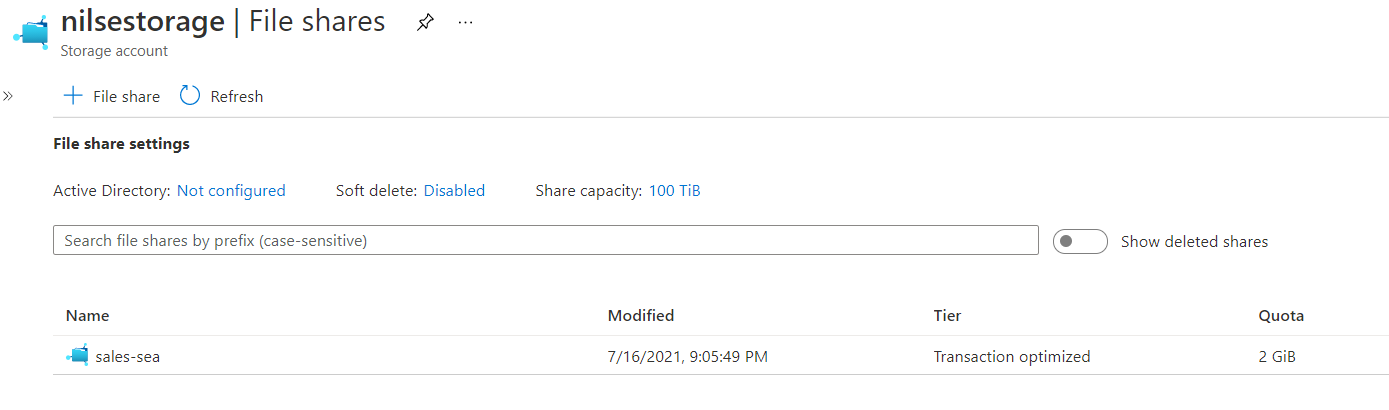 nilsestorage | File shares ...
Storage account
» + File share Refresh
File share settings
Active Directory: Not configured Soft delete: Disabled Share capacity: 100 TiB
Search file shares by prefix (case-sensitive) Show deleted shares
Name Modified Tier Quota
sales-sea 7/16/2021, 9:05:49 PM Transaction optimized 2 GiB